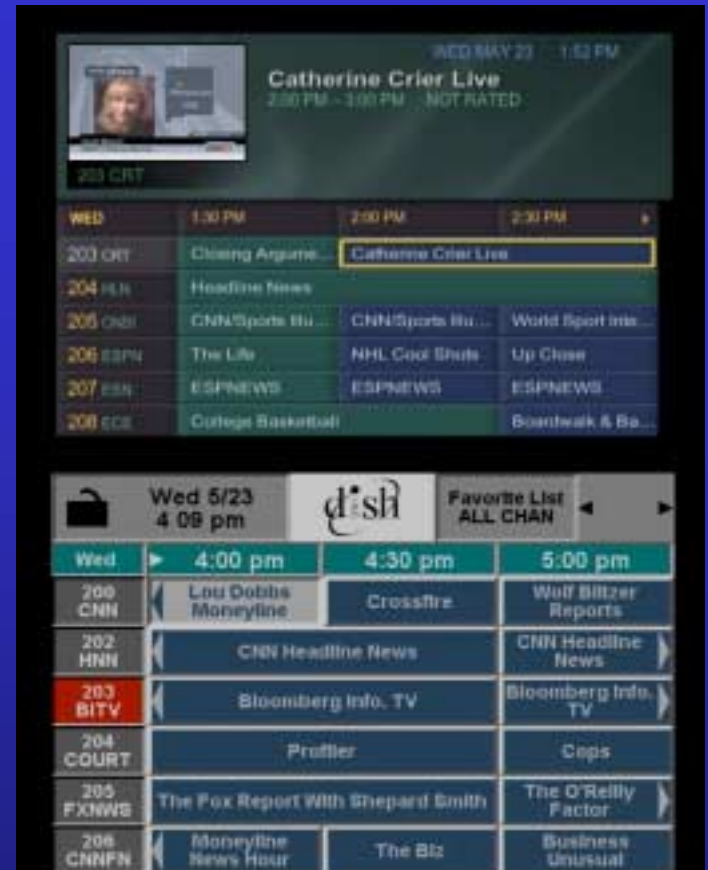 WED MAY 23 1:52 PM
Catherine Crier Live
2:00 PM - 3:00 PM NOT RATED
203 CRT
WED 1:30 PM 2:00 PM 2:30 PM
203 CRT Closing Argume... Catherine Crier Live
204 HLN Headline News
205 CNNSI CNN/Sports Illu... CNN/Sports Illu... World Sport Inte...
206 ESPN The Life NHL Cool Shots Up Close
207 ESN ESPNEWS ESPNEWS ESPNEWS
208 College Basketball Boardwalk & Ba...
Wed 5/23
4 09 pm
dish
Favorite List
ALL CHAN
Wed 4:00 pm 4:30 pm 5:00 pm
200 CNN Lou Dobbs Moneyline Crossfire Wolf Blitzer Reports
202 HNN CNN Headline News CNN Headline News
203 BITV Bloomberg Info. TV Bloomberg Info. TV
204 COURT Profiler Cops
205 FXNWS The Fox Report With Shepard Smith The O'Reilly Factor
206 CNNFN Moneyline News Hour The Biz Business Unusual